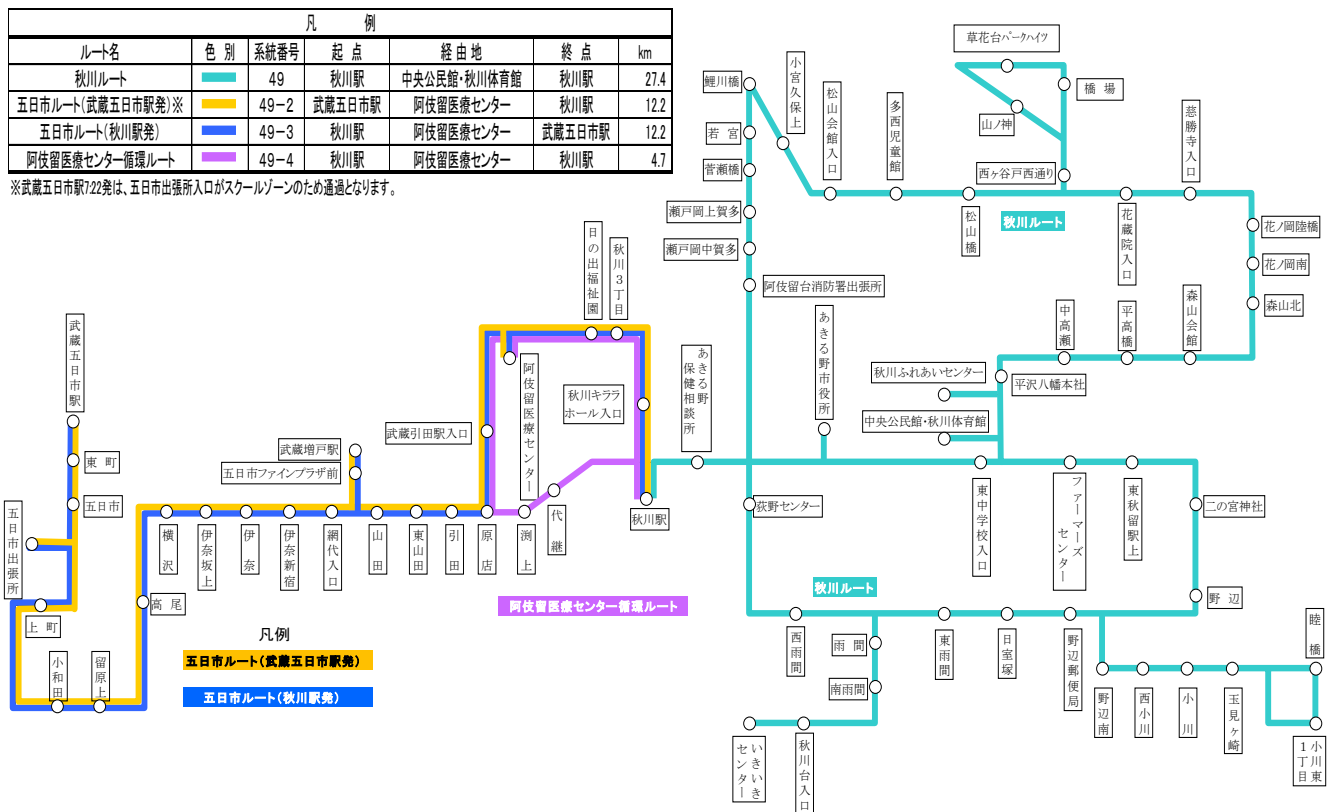 凡　例
ルート名 色別 系統番号 起点 経由地 終点 km
秋川ルート 49 秋川駅 中央公民館・秋川体育館 秋川駅 27.4
五日市ルート(武蔵五日市駅発)※ 49-2 武蔵五日市駅 阿伎留医療センター 秋川駅 12.2
五日市ルート(秋川駅発) 49-3 秋川駅 阿伎留医療センター 武蔵五日市駅 12.2
阿伎留医療センター循環ルート 49-4 秋川駅 阿伎留医療センター 秋川駅 4.7
※武蔵五日市駅7:22発は、五日市出張所入口がスクールゾーンのため通過となります。
草花台パークハイツ
橋場
山ノ神
西ヶ谷戸西通り
慈勝寺入口
鯉川橋
小宮久保上
松山会館入口
多西児童館
若宮
菅瀬橋
瀬戸岡上賀多
瀬戸岡中賀多
阿伎留台消防署出張所
松山橋
秋川ルート
花蔵院入口
花ノ岡陸橋
花ノ岡南
森山北
森山会館
平高橋
中高瀬
平沢八幡本社
秋川ふれあいセンター
中央公民館・秋川体育館
あきる野市役所
あきる野
保健相談所
日の出福祉園
秋川3丁目
秋川キララ
ホール入口
阿伎留医療センター
武蔵引田駅入口
武蔵増戸駅
五日市ファインプラザ前
武蔵五日市駅
東町
五日市
五日市出張所
上町
小和田
留原上
高尾
横沢
伊奈坂上
伊奈
伊奈新宿
網代入口
山田
東山田
引田
原店
渕上
代継
秋川駅
荻野センター
東中学校入口
ファーマーズ
センター
東秋留駅上
二の宮神社
野辺
阿伎留医療センター循環ルート
秋川ルート
凡例
五日市ルート(武蔵五日市駅発)
五日市ルート(秋川駅発)
西雨間
雨間
南雨間
東雨間
日室塚
野辺郵便局
野辺南
西小川
小川
玉見ヶ崎
睦橋
小川東
1丁目
いきいき
センター
秋川台入口